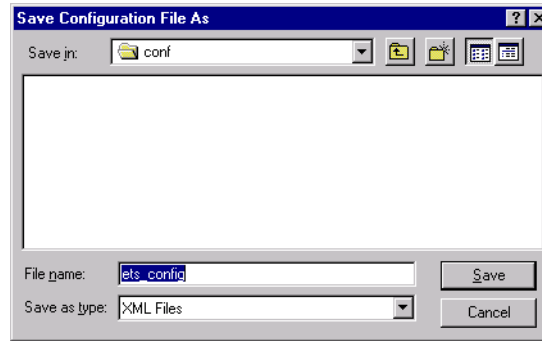 Save Configuration File As
Save in: conf
File name: ets_config Save
Save as type: XML Files Cancel